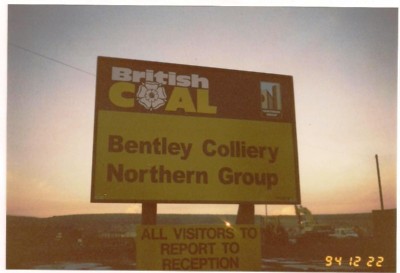 British
COAL
N
Bentley Colliery
Northern Group
ALL VISITORS TO
REPORT TO
RECEPTION
94 12 22